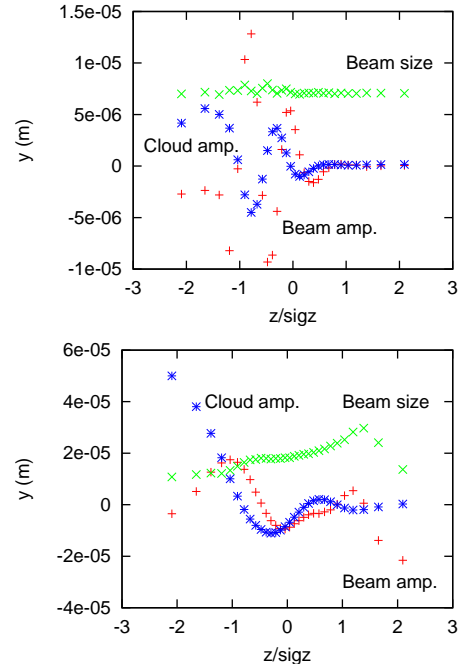 1.5e-05
1e-05
5e-06
0
-5e-06
-1e-05
y (m)
Beam size
Cloud amp.
Beam amp.
-3 -2 -1 0 1 2 3
z/sigz
6e-05
4e-05
2e-05
0
-2e-05
-4e-05
y (m)
Cloud amp. Beam size
Beam amp.
-3 -2 -1 0 1 2 3
z/sigz